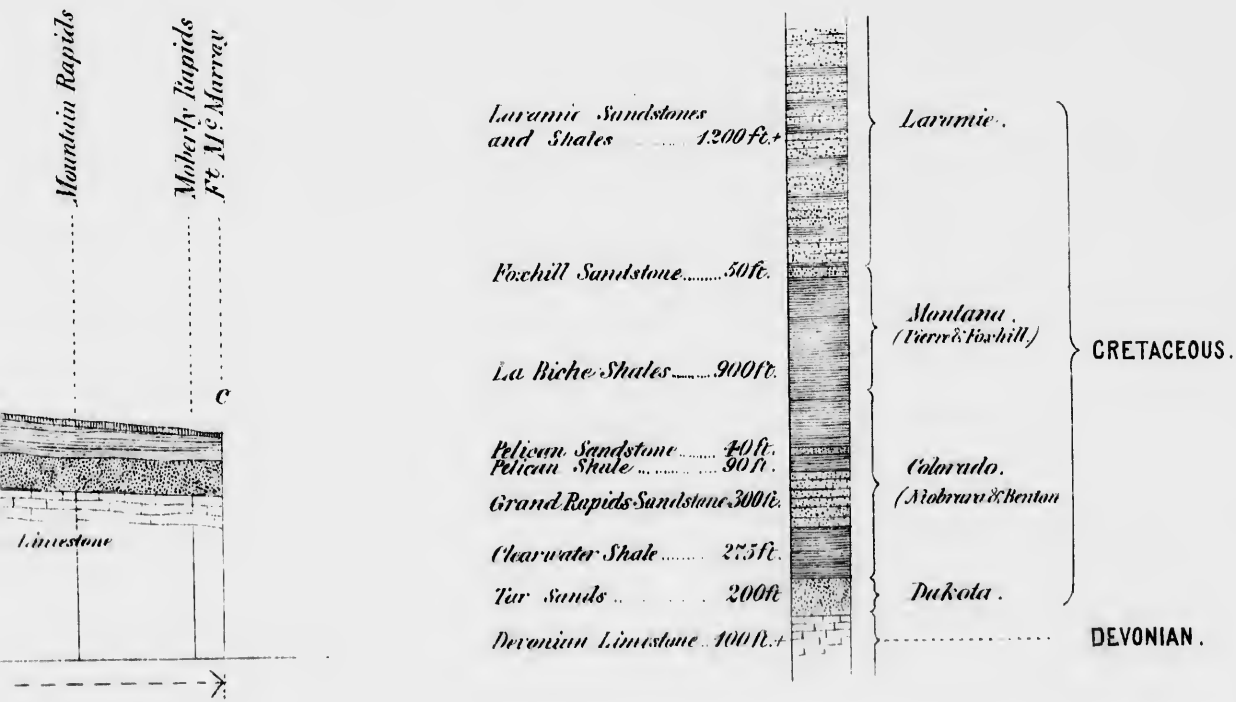 Mountain Rapids
Moberly Rapids
Ft. Mc Murray
C
Limestone
Laramie Sandstones
and Shales ..... 1200 ft. +
Foxhill Sandstone ........ 50 ft.
La Biche Shales ....... 900 ft.
Pelican Sandstone ...... 40 ft.
Pelican Shale ............ 90 ft.
Grand Rapids Sandstone 300 ft.
Clearwater Shale ........ 275 ft.
Tar Sands .. . . . . 200 ft
Devonian Limestone .. 100 ft. +
Laramie.
Montana.
(Pierre & Foxhill.)
Colorado.
(Niobrara & Benton
Dakota.
CRETACEOUS.
DEVONIAN.